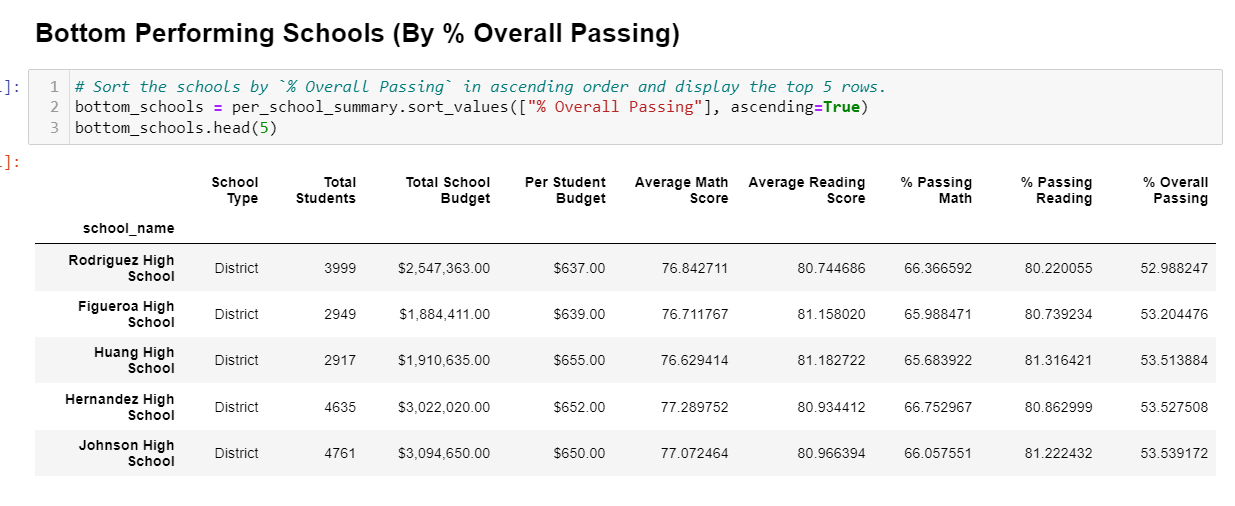 Bottom Performing Schools (By % Overall Passing)
]:
1 # Sort the schools by `% Overall Passing` in ascending order and display the top 5 rows.
2 bottom_schools = per_school_summary.sort_values(["% Overall Passing"], ascending=True)
3 bottom_schools.head(5)
]:
School Type Total Students Total School Budget Per Student Budget Average Math Score Average Reading Score % Passing Math % Passing Reading % Overall Passing
school_name
Rodriguez High School District 3999 $2,547,363.00 $637.00 76.842711 80.744686 66.366592 80.220055 52.988247
Figueroa High School District 2949 $1,884,411.00 $639.00 76.711767 81.158020 65.988471 80.739234 53.204476
Huang High School District 2917 $1,910,635.00 $655.00 76.629414 81.182722 65.683922 81.316421 53.513884
Hernandez High School District 4635 $3,022,020.00 $652.00 77.289752 80.934412 66.752967 80.862999 53.527508
Johnson High School District 4761 $3,094,650.00 $650.00 77.072464 80.966394 66.057551 81.222432 53.539172